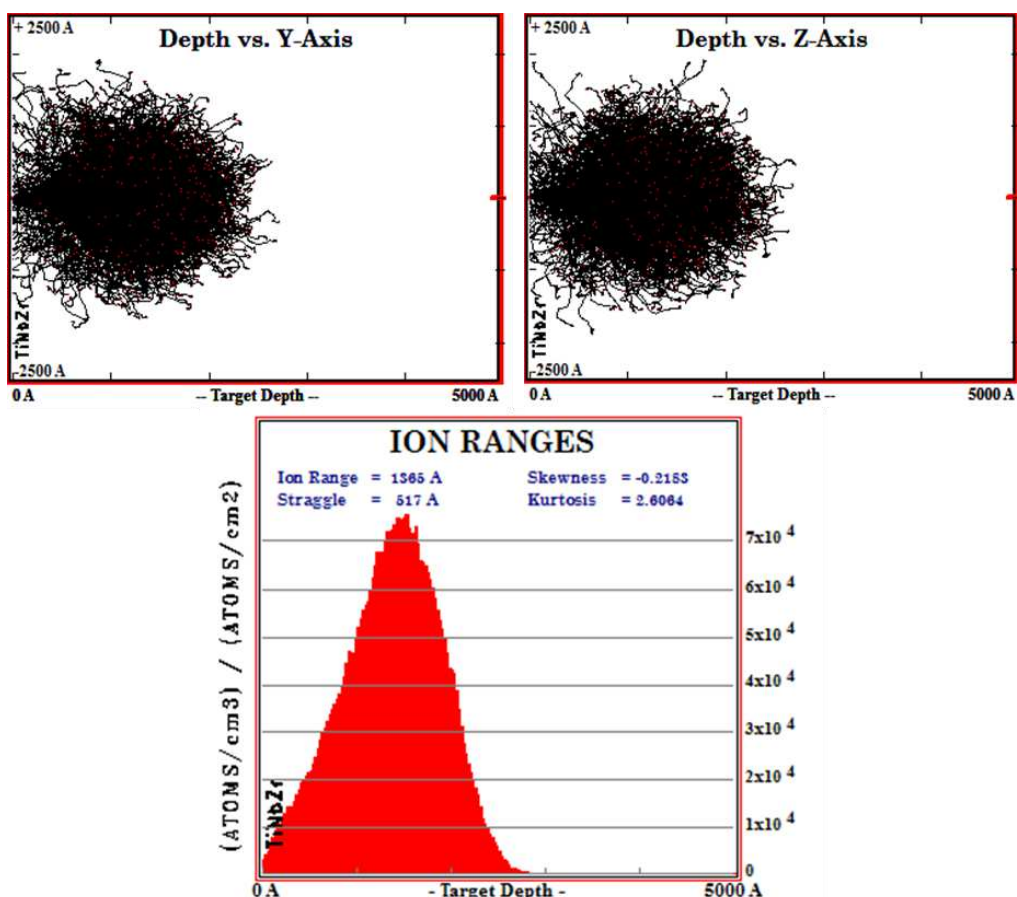 + 2500 A
Depth vs. Y-Axis
TiNbZr
-2500 A
0 A
-- Target Depth --
5000 A
+ 2500 A
Depth vs. Z-Axis
TiNbZr
-2500 A
0 A
-- Target Depth --
5000 A
ION RANGES
Ion Range = 1365 A
Skewness = -0.2153
Straggle = 517 A
Kurtosis = 2.6064
(ATOMS/cm3) / (ATOMS/cm2)
7x10 4
6x10 4
5x10 4
4x10 4
3x10 4
2x10 4
1x10 4
0
TiNbZr
0 A
- Target Depth -
5000 A